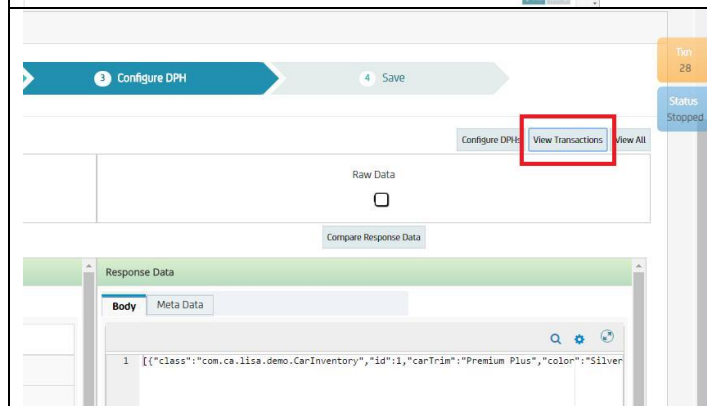 3 Configure DPH
4 Save
Txn
28
Status
Stopped
Configure DPHs View Transactions View All
Raw Data
Compare Response Data
Response Data
Body Meta Data
1 [{"class":"com.ca.lisa.demo.CarInventory","id":1,"carTrim":"Premium Plus","color":"Silver